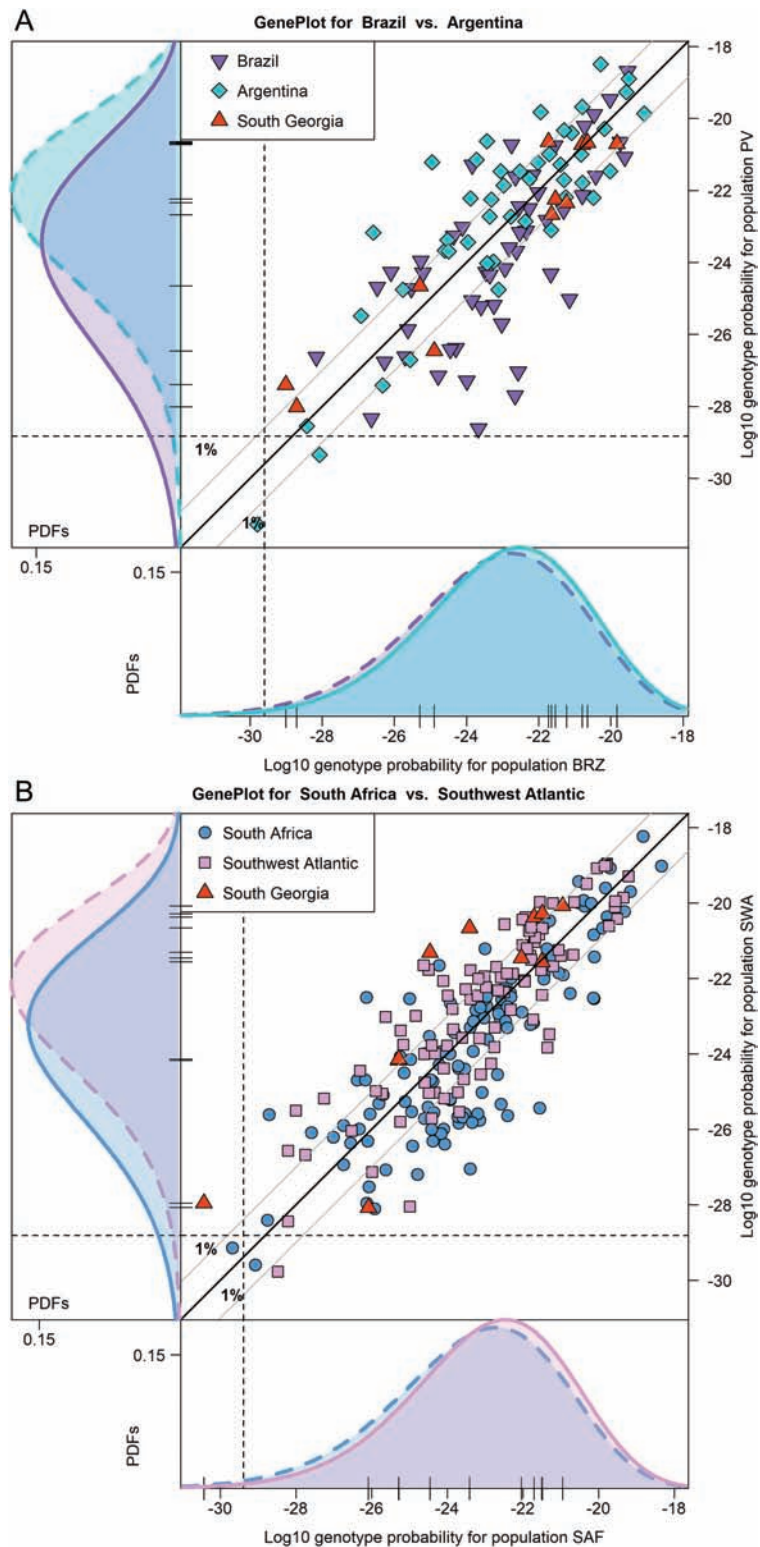 A
GenePlot for Brazil vs. Argentina
Brazil
Argentina
South Georgia
-18
-20
-22
-24
-26
-28
-30
Log10 genotype probability for population PV
1%
1%
PDFs
0.15
0.15
PDFs
-30 -28 -26 -24 -22 -20 -18
Log10 genotype probability for population BRZ
B
GenePlot for South Africa vs. Southwest Atlantic
South Africa
Southwest Atlantic
South Georgia
-18
-20
-22
-24
-26
-28
-30
Log10 genotype probability for population SWA
1%
1%
PDFs
0.15
0.15
PDFs
-30 -28 -26 -24 -22 -20 -18
Log10 genotype probability for population SAF